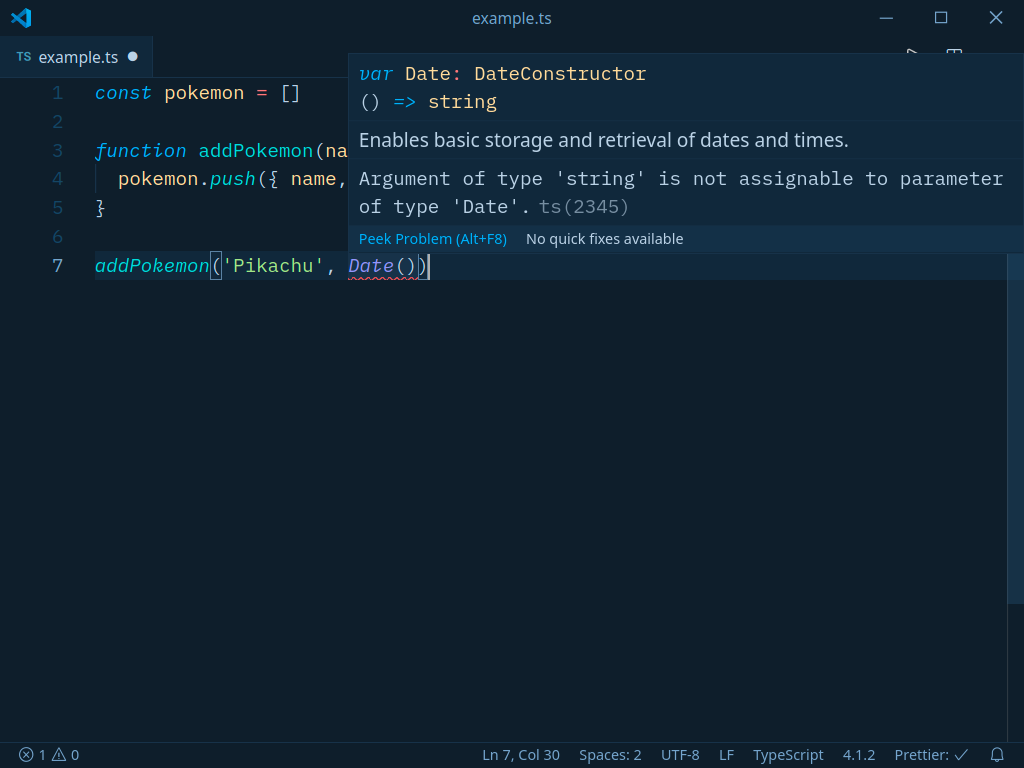 example.ts
TS example.ts
var Date: DateConstructor
() => string
Enables basic storage and retrieval of dates and times.
Argument of type 'string' is not assignable to parameter
of type 'Date'. ts(2345)
Peek Problem (Alt+F8) No quick fixes available
1 const pokemon = []
2
3 function addPokemon(na
4 pokemon.push({ name,
5 }
6
7 addPokemon('Pikachu', Date())
1 0 Ln 7, Col 30 Spaces: 2 UTF-8 LF TypeScript 4.1.2 Prettier: ✓